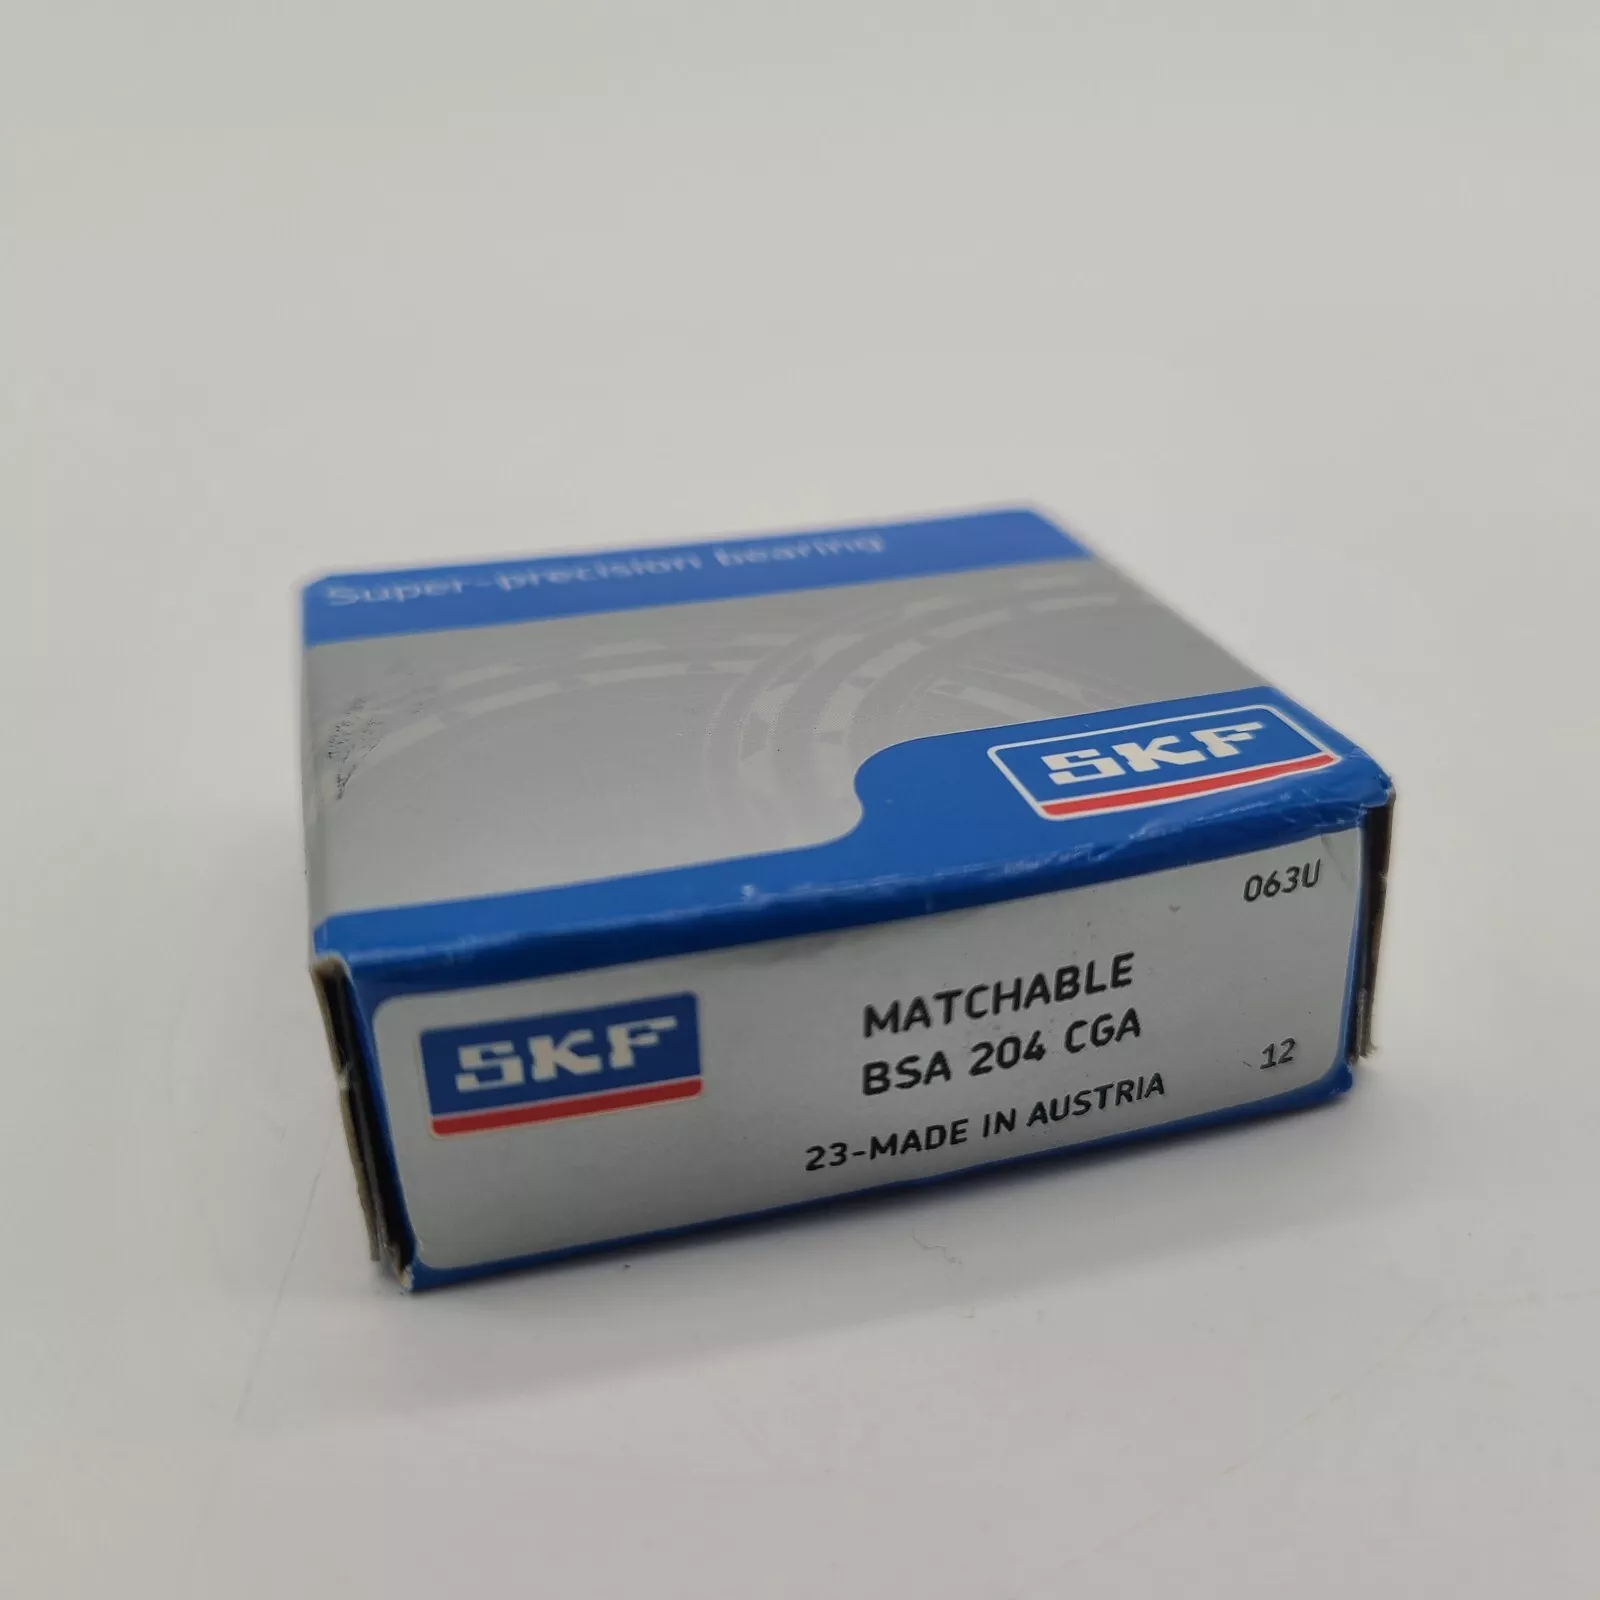 Super-precision bearing
SKF
063U
SKF
MATCHABLE
BSA 204 CGA
12
23-MADE IN AUSTRIA